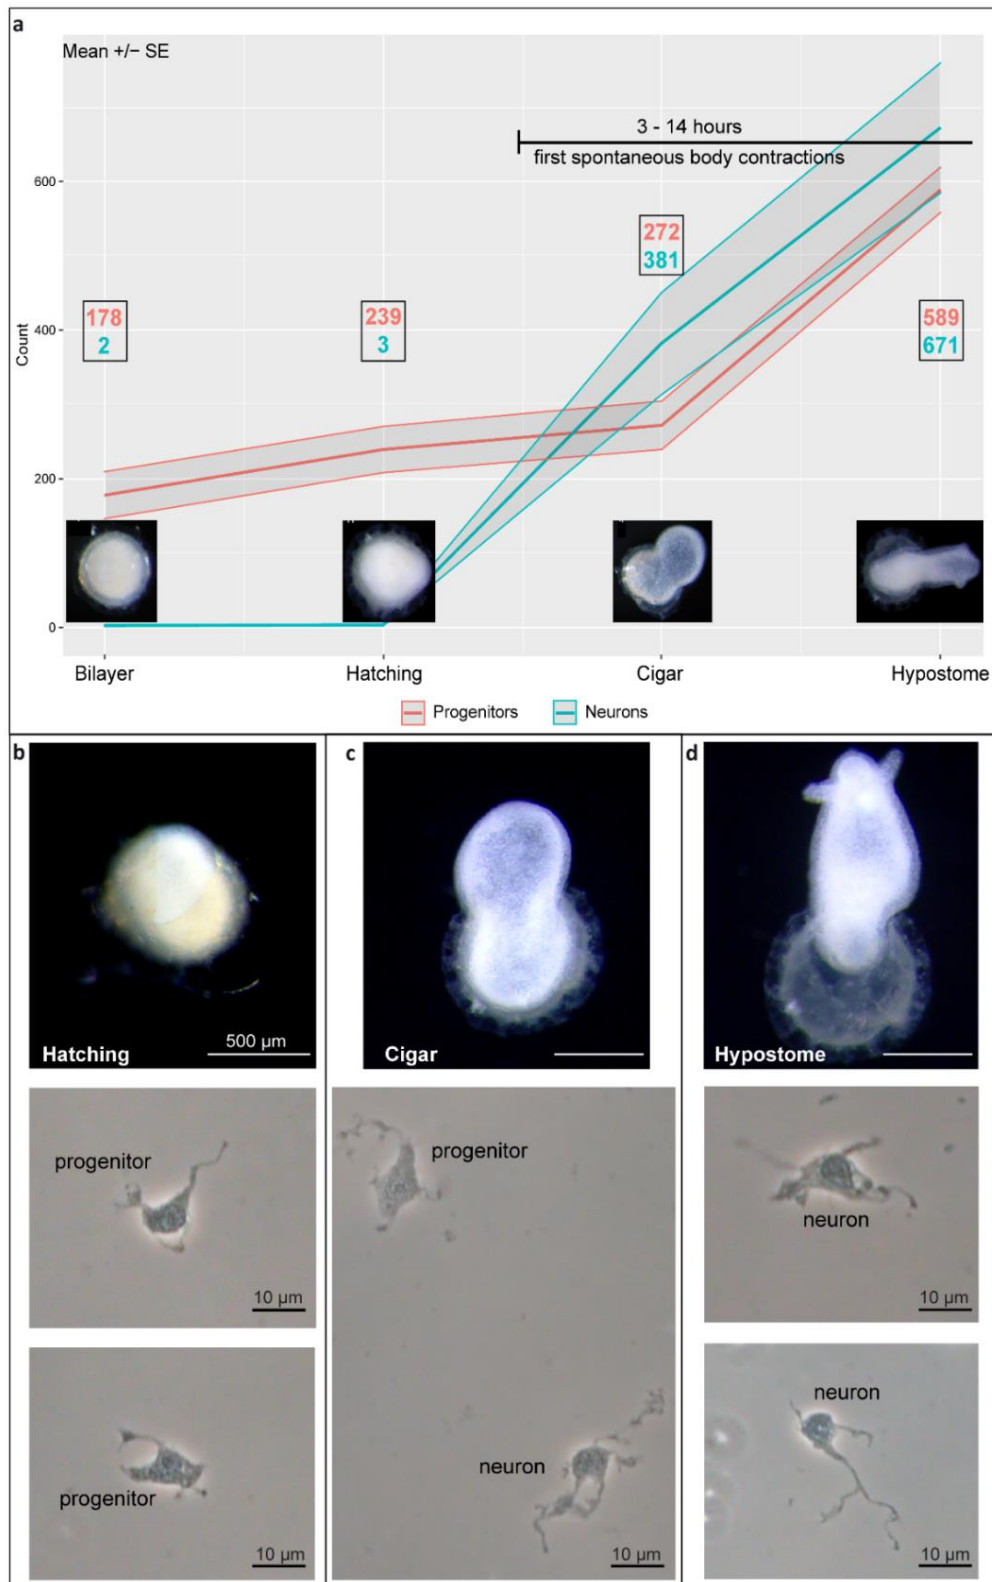 a
Mean +/− SE
3 - 14 hours
first spontaneous body contractions
600
272
381
178
2
239
3
400
589
671
Count
200
0
Bilayer
Hatching
Cigar
Hypostome
Progenitors
Neurons
b
Hatching
500 µm
progenitor
10 µm
progenitor
10 µm
c
Cigar
progenitor
neuron
10 µm
d
Hypostome
neuron
10 µm
neuron
10 µm